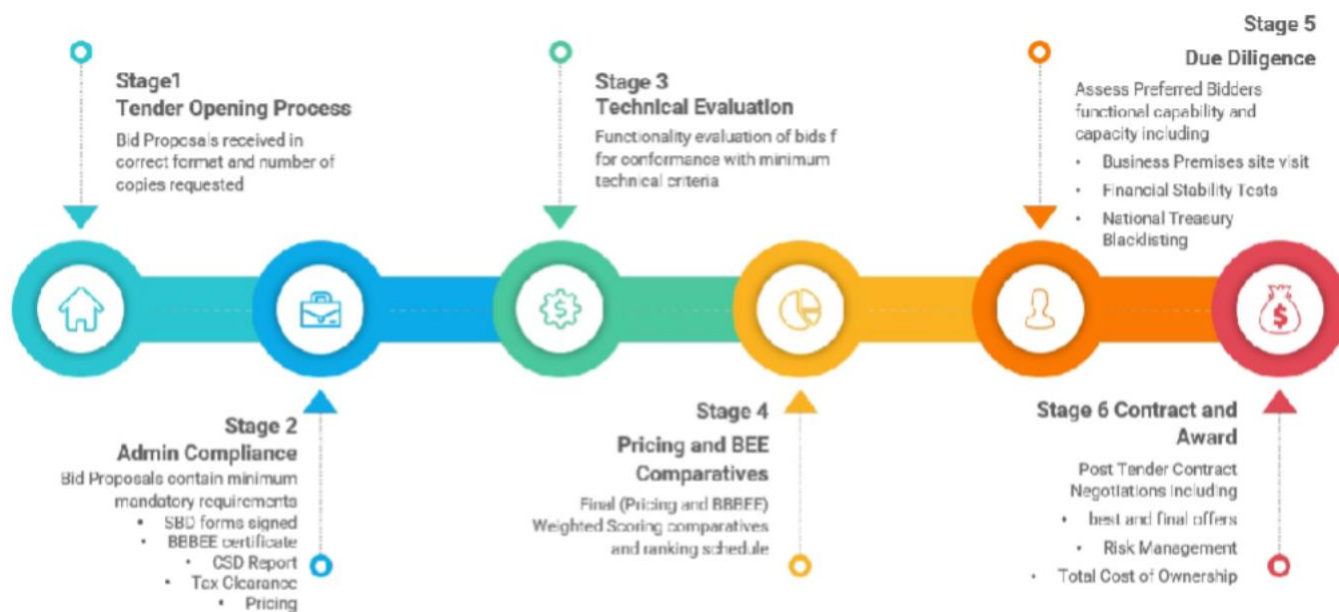 Stage1
Tender Opening Process
Bid Proposals received in
correct format and number of
copies requested
Stage 2
Admin Compliance
Bid Proposals contain minimum
mandatory requirements
• SBD forms signed
• BBBEE certificate
• CSD Report
• Tax Clearance
• Pricing
Stage 3
Technical Evaluation
Functionality evaluation of bids f
for conformance with minimum
technical criteria
Stage 4
Pricing and BEE
Comparatives
Final (Pricing and BBBEE)
Weighted Scoring comparatives
and ranking schedule
Stage 5
Due Diligence
Assess Preferred Bidders
functional capability and
capacity including
• Business Premises site visit
• Financial Stability Tests
• National Treasury
Blacklisting
Stage 6 Contract and
Award
Post Tender Contract
Negotiations including
• best and final offers
• Risk Management
• Total Cost of Ownership